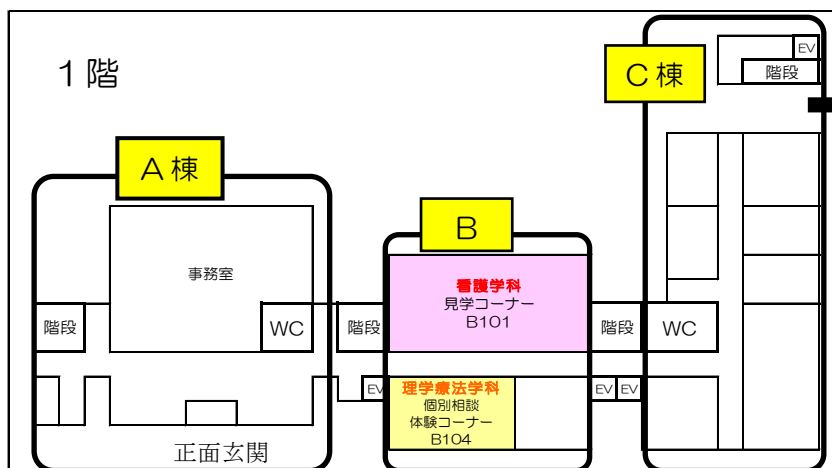 1階
A棟
B
C棟
EV
階段
事務室
階段
WC
階段
看護学科
見学コーナー
B101
階段
WC
EV
理学療法学科
個別相談
体験コーナー
B104
EV
EV
正面玄関